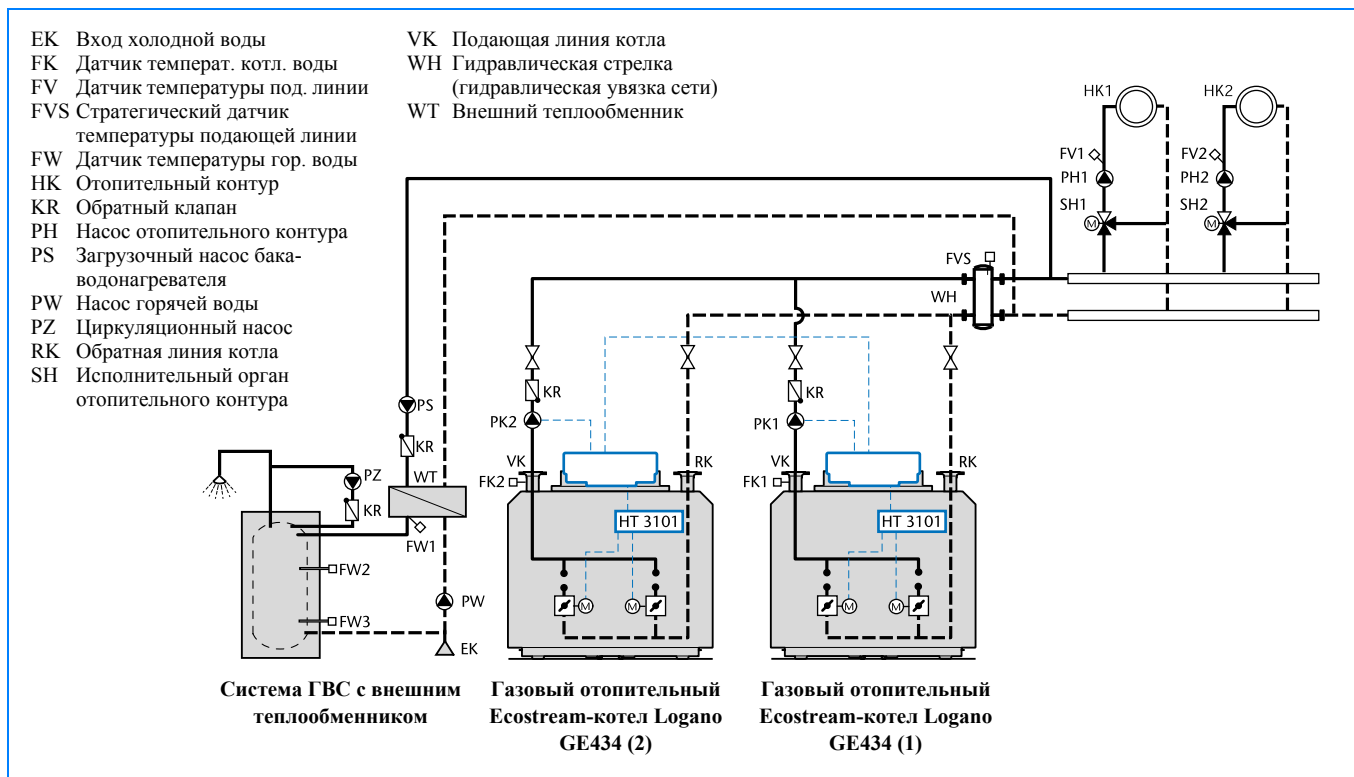 EK Вход холодной воды
FK Датчик температ. котл. воды
FV Датчик температуры под. линии
FVS Стратегический датчик
температуры подающей линии
FW Датчик температуры гор. воды
HK Отопительный контур
KR Обратный клапан
PH Насос отопительного контура
PS Загрузочный насос бака-
водонагревателя
PW Насос горячей воды
PZ Циркуляционный насос
RK Обратная линия котла
SH Исполнительный орган
отопительного контура
VK Подающая линия котла
WH Гидравлическая стрелка
(гидравлическая увязка сети)
WT Внешний теплообменник
HK1
HK2
FV1
FV2
PH1
PH2
SH1
SH2
M
M
FVS
WH
KR
KR
PS
PK2
PK1
KR
PZ
WT
VK
RK
VK
RK
FK2
FK1
KR
HT 3101
HT 3101
FW1
FW2
PW
M
M
M
M
FW3
EK
Система ГВС с внешним
теплообменником
Газовый отопительный
Ecostream-котел Logano
GE434 (2)
Газовый отопительный
Ecostream-котел Logano
GE434 (1)